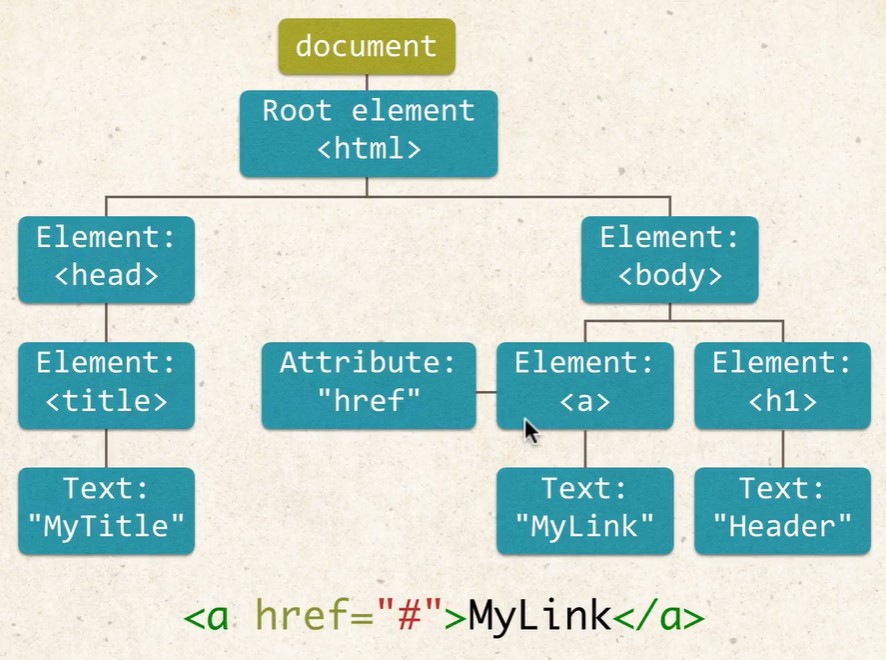 document
Root element
<html>
Element:
<head>
Element:
<body>
Element:
<title>
Attribute:
"href"
Element:
<a>
Element:
<h1>
Text:
"MyTitle"
Text:
"MyLink"
Text:
"Header"
<a href="#">MyLink</a>